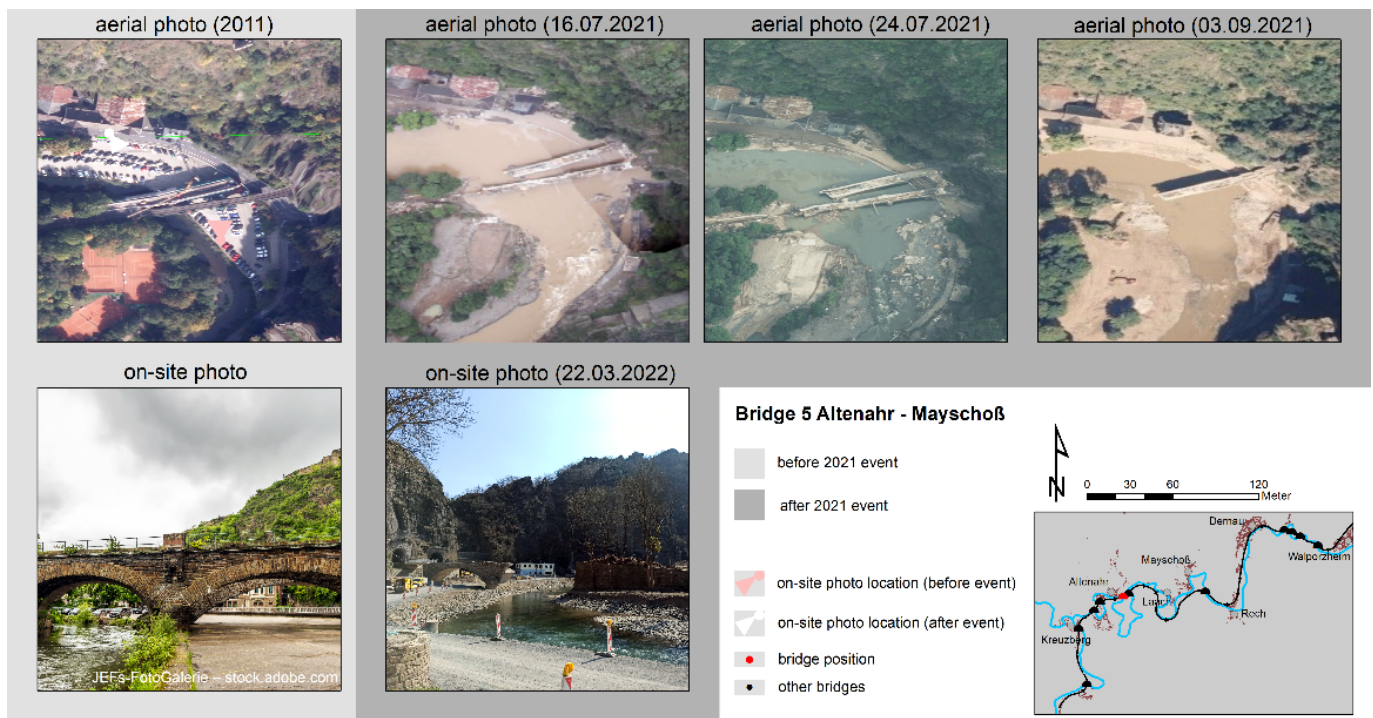 aerial photo (2011)
aerial photo (16.07.2021)
aerial photo (24.07.2021)
aerial photo (03.09.2021)
on-site photo
on-site photo (22.03.2022)
JEFs-FotoGalerie – stock.adobe.com
Bridge 5 Altenahr - Mayschoß
before 2021 event
after 2021 event
on-site photo location (before event)
on-site photo location (after event)
bridge position
other bridges
N
0 30 60 120
Meter
Dernau
Walporzheim
Mayschoß
Altenahr
Laach
Rech
Kreuzberg